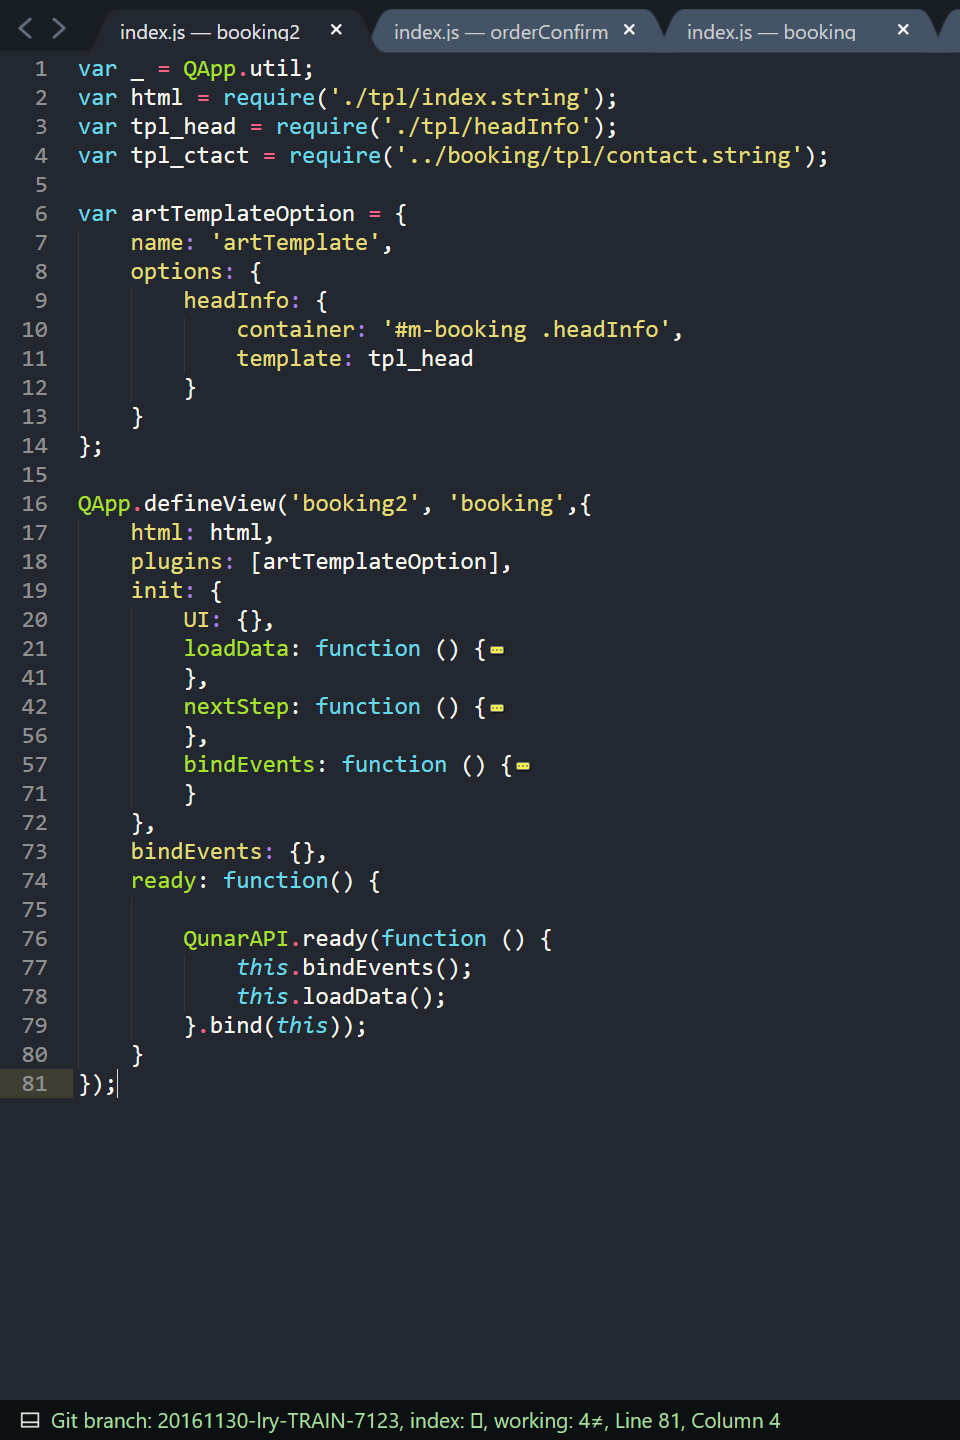 index.js — booking2 × index.js — orderConfirm × index.js — booking ×
1 var _ = QApp.util;
2 var html = require('./tpl/index.string');
3 var tpl_head = require('./tpl/headInfo');
4 var tpl_ctact = require('../booking/tpl/contact.string');
5
6 var artTemplateOption = {
7     name: 'artTemplate',
8     options: {
9         headInfo: {
10             container: '#m-booking .headInfo',
11             template: tpl_head
12         }
13     }
14 };
15
16 QApp.defineView('booking2', 'booking',{
17     html: html,
18     plugins: [artTemplateOption],
19     init: {
20         UI: {},
21         loadData: function () {
41         },
42         nextStep: function () {
56         },
57         bindEvents: function () {
71         }
72     },
73     bindEvents: {},
74     ready: function() {
75
76         QunarAPI.ready(function () {
77             this.bindEvents();
78             this.loadData();
79         }.bind(this));
80     }
81 });
Git branch: 20161130-lry-TRAIN-7123, index: , working: 4≠, Line 81, Column 4